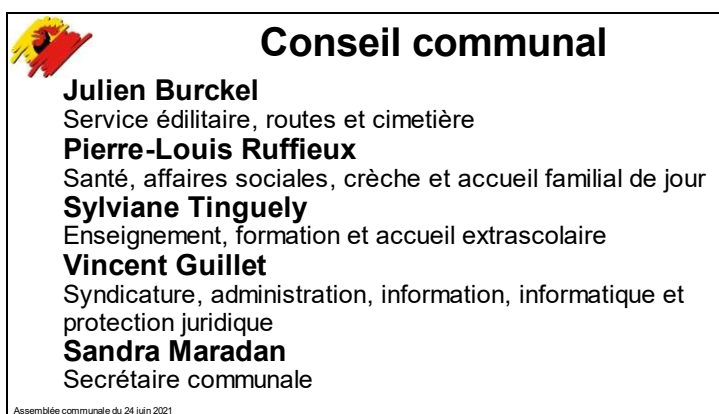 Conseil communal
Julien Burckel
Service édilitaire, routes et cimetière
Pierre-Louis Ruffieux
Santé, affaires sociales, crèche et accueil familial de jour
Sylviane Tinguely
Enseignement, formation et accueil extrascolaire
Vincent Guillet
Syndicature, administration, information, informatique et
protection juridique
Sandra Maradan
Secrétaire communale
Assemblée communale du 24 juin 2021